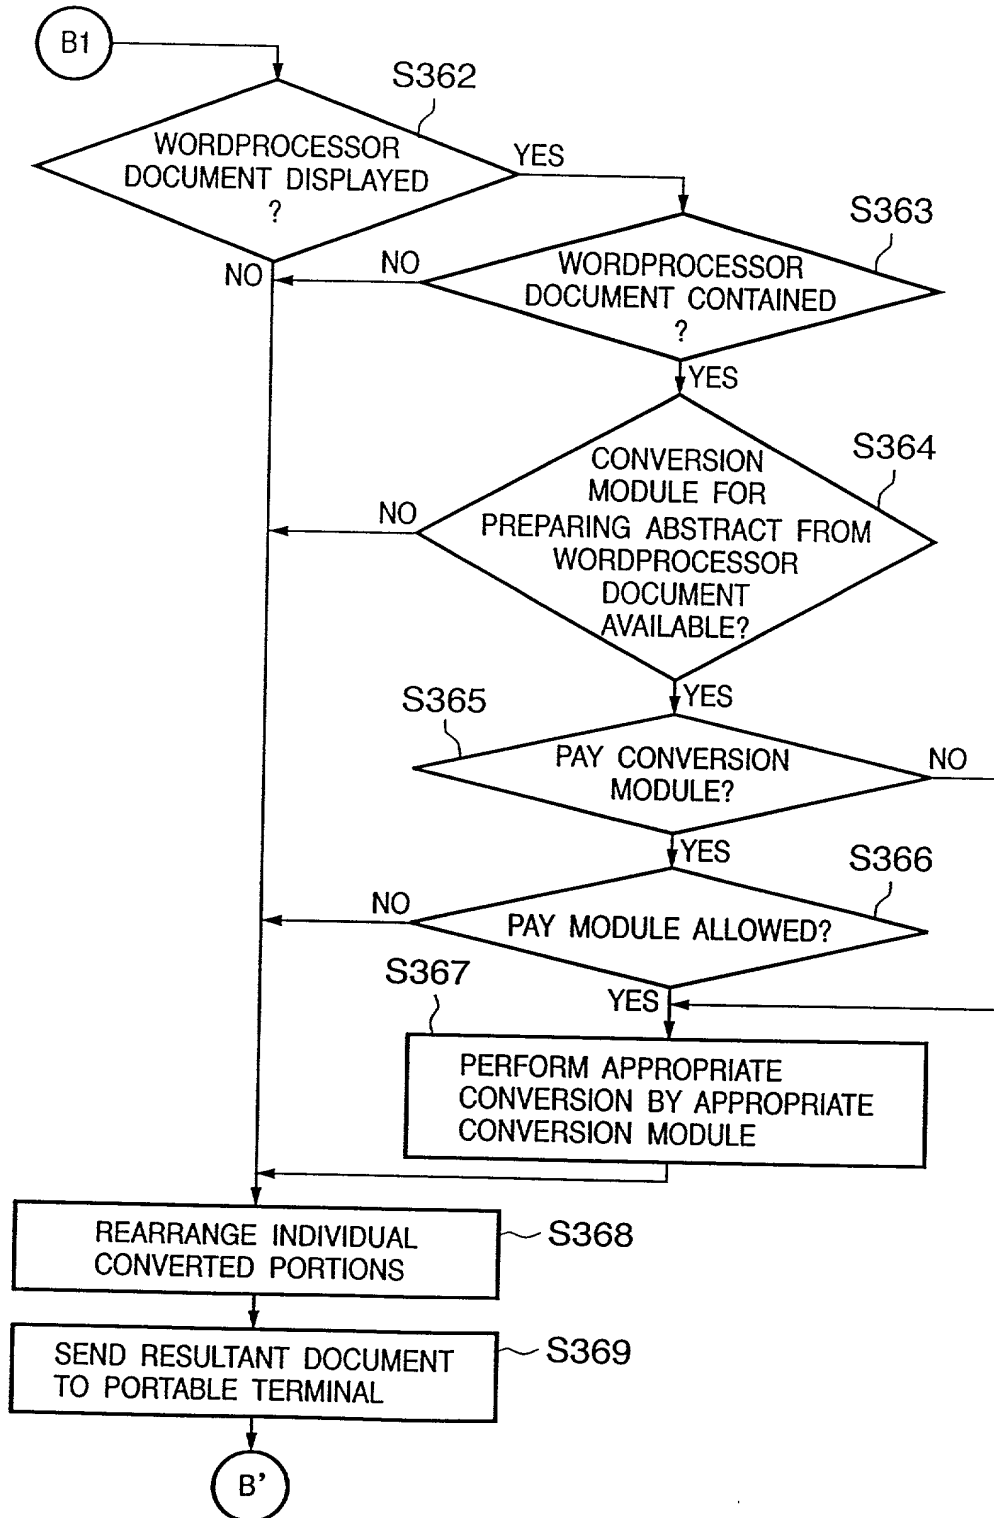 B1
S362
WORDPROCESSOR
DOCUMENT DISPLAYED
?
YES
NO
S363
NO
WORDPROCESSOR
DOCUMENT CONTAINED
?
YES
S364
NO
CONVERSION
MODULE FOR
PREPARING ABSTRACT FROM
WORDPROCESSOR
DOCUMENT
AVAILABLE?
YES
S365
PAY CONVERSION
MODULE?
NO
YES
S366
NO
PAY MODULE ALLOWED?
YES
S367
PERFORM APPROPRIATE
CONVERSION BY APPROPRIATE
CONVERSION MODULE
REARRANGE INDIVIDUAL
CONVERTED PORTIONS
S368
SEND RESULTANT DOCUMENT
TO PORTABLE TERMINAL
S369
B'